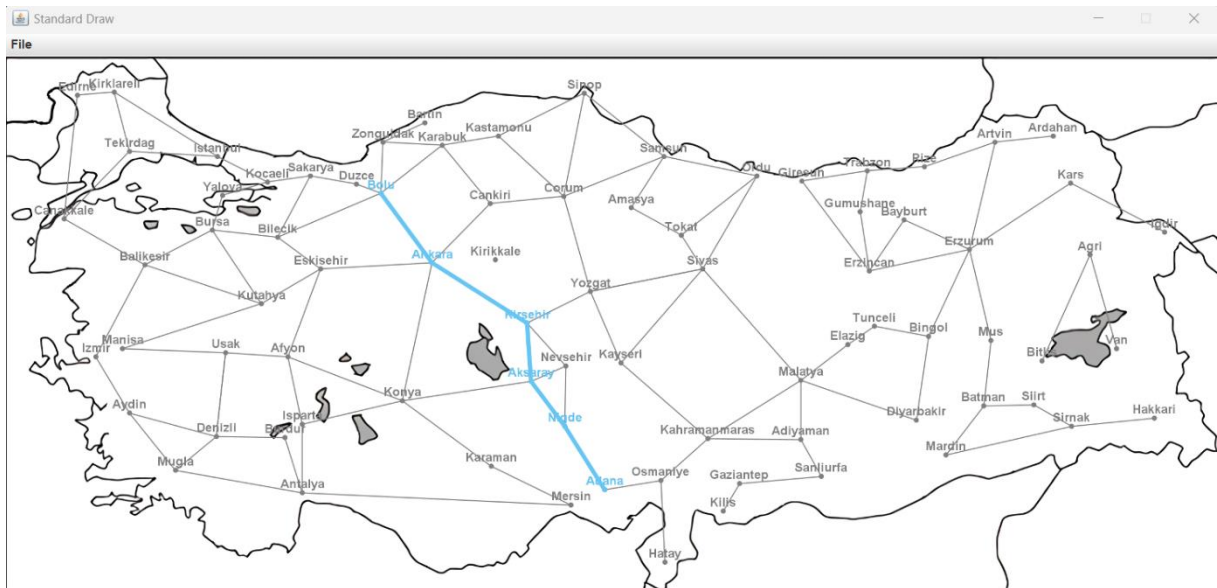 Standard Draw
File
Edirne
Kirklareli
Sinop
Bartin
Zonguldak
Karabuk
Kastamonu
Tekirdag
Istanbul
Samsun
Artvin
Ardahan
Kocaeli
Sakarya
Duzce
Bolu
Ordu
Giresun
Trabzon
Rize
Yalova
Cankiri
Corum
Amasya
Kars
Canakkale
Bursa
Bilecik
Tokat
Gumushane
Bayburt
Igdir
Balikesir
Eskisehir
Ankara
Kirikkale
Sivas
Erzincan
Erzurum
Agri
Kutahya
Yozgat
Kirsehir
Tunceli
Izmir
Manisa
Usak
Afyon
Nevsehir
Kayseri
Elazig
Bingol
Mus
Bitlis
Van
Aksaray
Malatya
Aydin
Denizli
Isparta
Burdur
Konya
Nigde
Kahramanmaras
Adiyaman
Diyarbakir
Batman
Siirt
Sirnak
Hakkari
Mugla
Antalya
Karaman
Mersin
Adana
Osmaniye
Gaziantep
Sanliurfa
Mardin
Kilis
Hatay